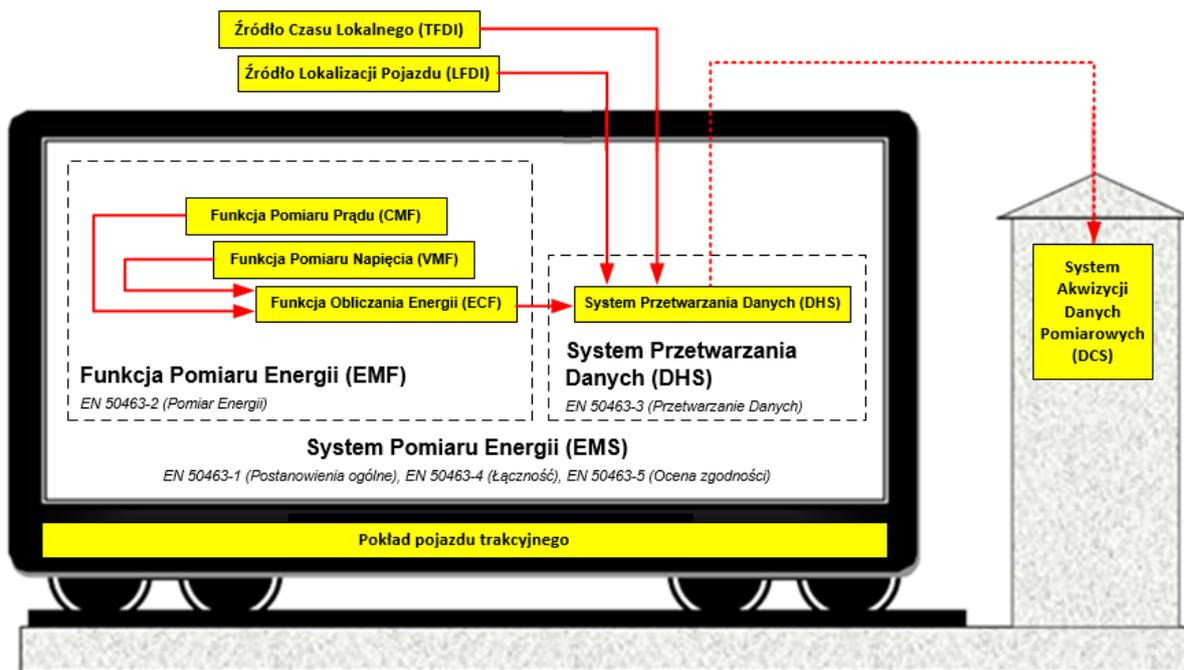 Źródło Czasu Lokalnego (TFDI)
Źródło Lokalizacji Pojazdu (LFDI)
Funkcja Pomiaru Prądu (CMF)
Funkcja Pomiaru Napięcia (VMF)
Funkcja Obliczania Energii (ECF)
System Przetwarzania Danych (DHS)
System
Akwizycji
Danych
Pomiarowych
(DCS)
Funkcja Pomiaru Energii (EMF)
EN 50463-2 (Pomiar Energii)
System Przetwarzania
Danych (DHS)
EN 50463-3 (Przetwarzanie Danych)
System Pomiaru Energii (EMS)
EN 50463-1 (Postanowienia ogólne), EN 50463-4 (Łączność), EN 50463-5 (Ocena zgodności)
Pokład pojazdu trakcyjnego